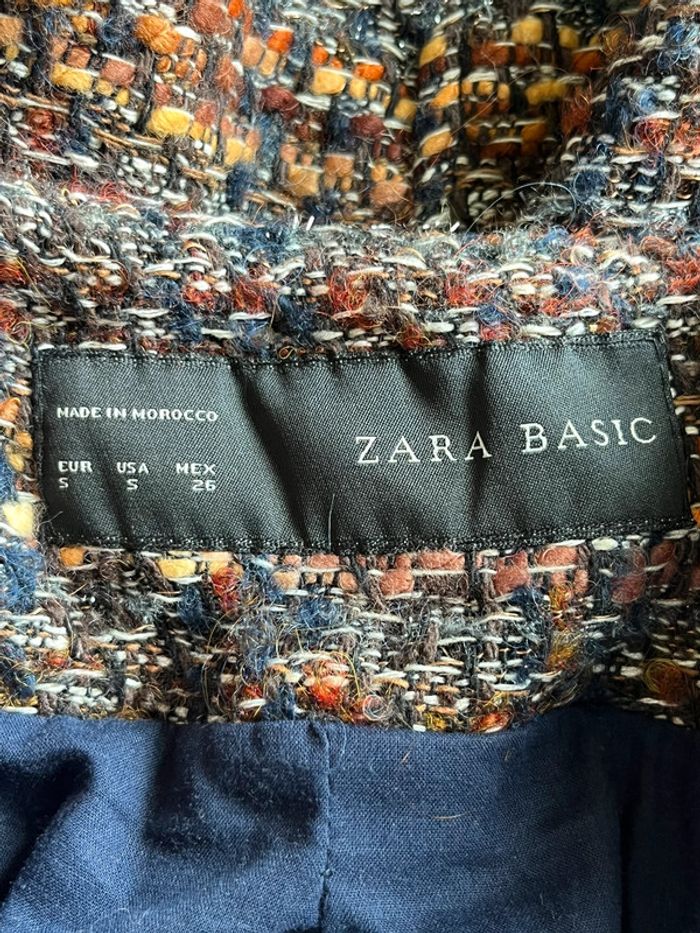 MADE IN MOROCCO
EUR USA MEX
S S 26
ZARA BASIC